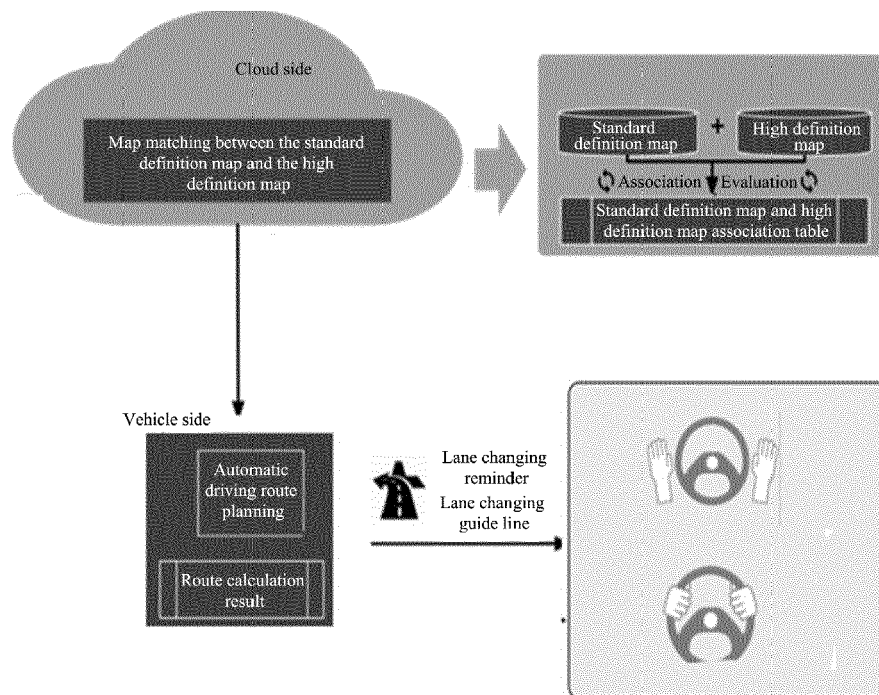 Cloud side
Map matching between the standard
definition map and the high
definition map
Standard
definition map
+
High definition
map
Association
Evaluation
Standard definition map and high
definition map association table
Vehicle side
Automatic
driving route
planning
Route calculation
result
Lane changing
reminder
Lane changing
guide line